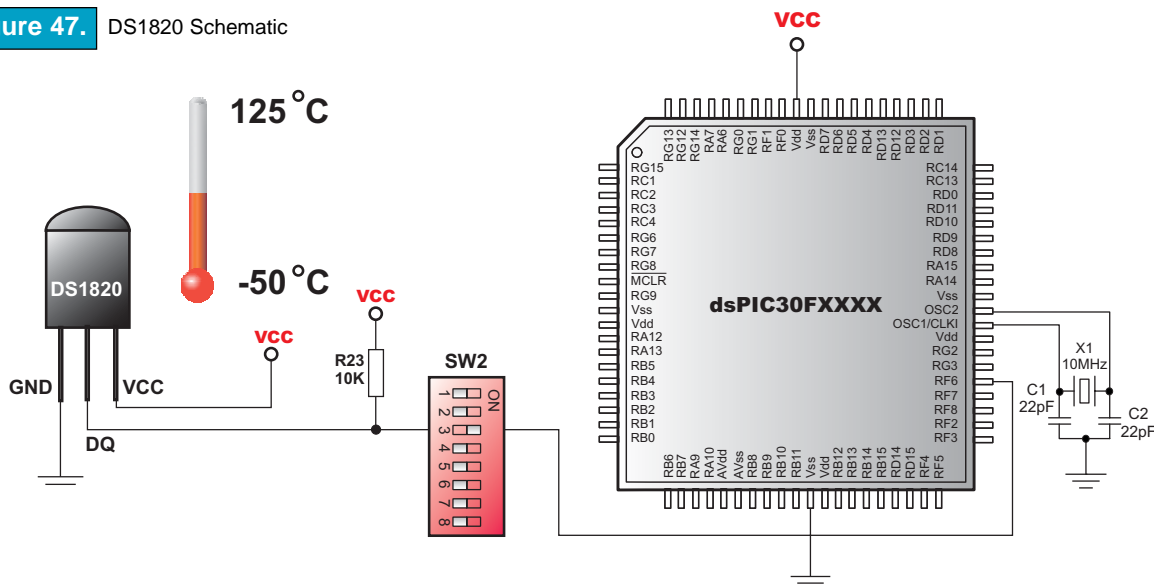 ure 47. DS1820 Schematic
VCC
125°C
-50°C
DS1820
GND
VCC
DQ
VCC
VCC
R23
10K
SW2
ON
1
2
3
4
5
6
7
8
dsPIC30FXXXX
RG13
RG12
RG14
RA7
RA6
RG0
RG1
RF1
RF0
Vdd
Vss
RD7
RD6
RD5
RD4
RD13
RD12
RD3
RD2
RD1
RG15
RC1
RC2
RC3
RC4
RG6
RG7
RG8
MCLR
RG9
Vss
Vdd
RA12
RA13
RB5
RB4
RB3
RB2
RB1
RB0
RC14
RC13
RD0
RD11
RD10
RD9
RD8
RA15
RA14
Vss
OSC2
OSC1/CLKI
Vdd
RG2
RG3
RF6
RF7
RF8
RF2
RF3
RB6
RB7
RA9
RA10
AVdd
AVss
RB8
RB9
RB10
RB11
Vss
Vdd
RB12
RB13
RB14
RB15
RD14
RD15
RF4
RF5
X1
10MHz
C1
22pF
C2
22pF